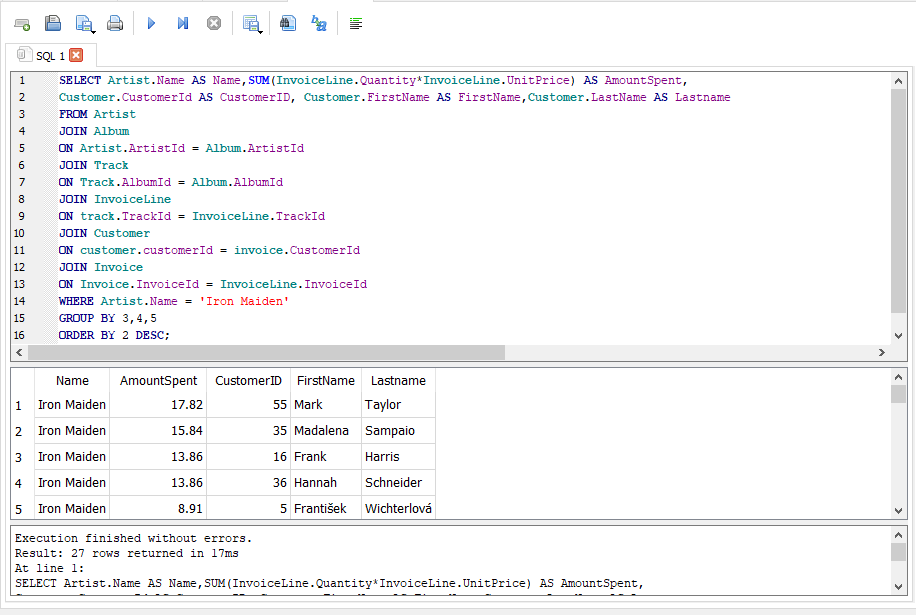 SQL 1
1 SELECT Artist.Name AS Name,SUM(InvoiceLine.Quantity*InvoiceLine.UnitPrice) AS AmountSpent,
2 Customer.CustomerId AS CustomerID, Customer.FirstName AS FirstName,Customer.LastName AS Lastname
3 FROM Artist
4 JOIN Album
5 ON Artist.ArtistId = Album.ArtistId
6 JOIN Track
7 ON Track.AlbumId = Album.AlbumId
8 JOIN InvoiceLine
9 ON track.TrackId = InvoiceLine.TrackId
10 JOIN Customer
11 ON customer.customerId = invoice.CustomerId
12 JOIN Invoice
13 ON Invoice.InvoiceId = InvoiceLine.InvoiceId
14 WHERE Artist.Name = 'Iron Maiden'
15 GROUP BY 3,4,5
16 ORDER BY 2 DESC;
Name AmountSpent CustomerID FirstName Lastname
1 Iron Maiden 17.82 55 Mark Taylor
2 Iron Maiden 15.84 35 Madalena Sampaio
3 Iron Maiden 13.86 16 Frank Harris
4 Iron Maiden 13.86 36 Hannah Schneider
5 Iron Maiden 8.91 5 František Wichterlová
Execution finished without errors.
Result: 27 rows returned in 17ms
At line 1:
SELECT Artist.Name AS Name,SUM(InvoiceLine.Quantity*InvoiceLine.UnitPrice) AS AmountSpent,